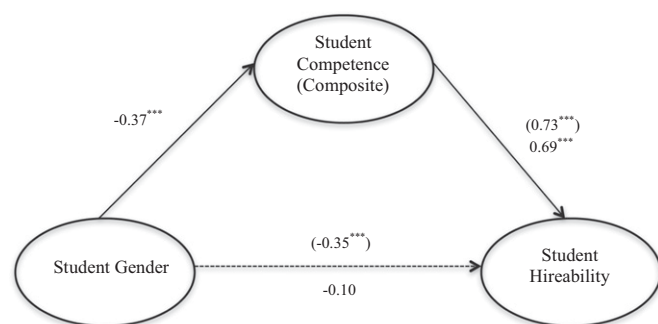 Student
Competence
(Composite)
-0.37***
(0.73***)
0.69***
Student Gender
(-0.35***)
-0.10
Student
Hireability